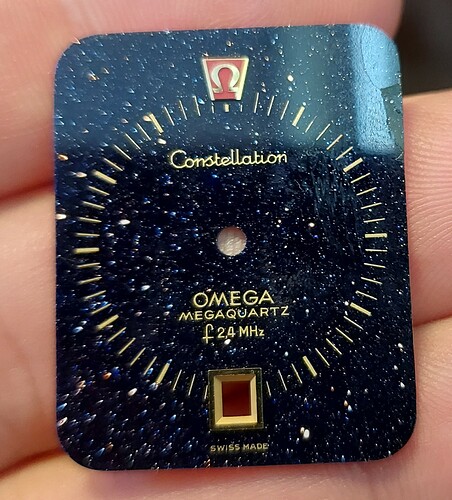 Ω
Constellation
OMEGA
MEGAQUARTZ
f 2,4 MHz
SWISS MADE